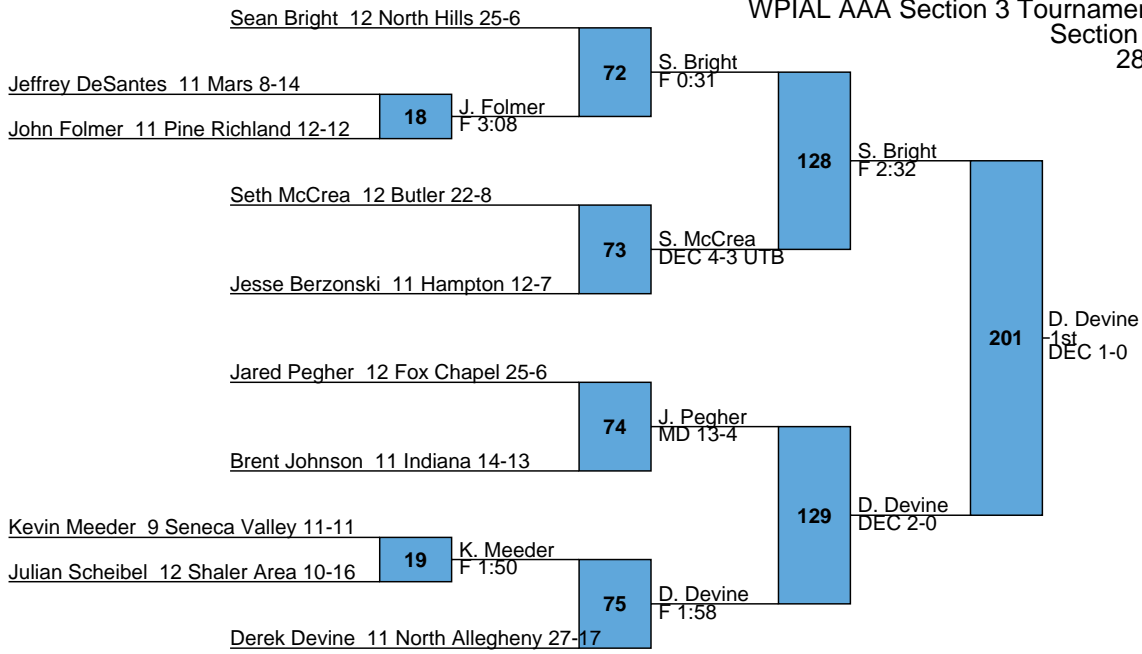 WPIAL AAA Section 3 Tournamen
Section
28
Sean Bright 12 North Hills 25-6
72
S. Bright
F 0:31
Jeffrey DeSantes 11 Mars 8-14
18
J. Folmer
F 3:08
John Folmer 11 Pine Richland 12-12
128
S. Bright
F 2:32
Seth McCrea 12 Butler 22-8
73
S. McCrea
DEC 4-3 UTB
Jesse Berzonski 11 Hampton 12-7
201
D. Devine
1st
DEC 1-0
Jared Pegher 12 Fox Chapel 25-6
74
J. Pegher
MD 13-4
Brent Johnson 11 Indiana 14-13
129
D. Devine
DEC 2-0
Kevin Meeder 9 Seneca Valley 11-11
19
K. Meeder
F 1:50
Julian Scheibel 12 Shaler Area 10-16
75
D. Devine
F 1:58
Derek Devine 11 North Allegheny 27-17